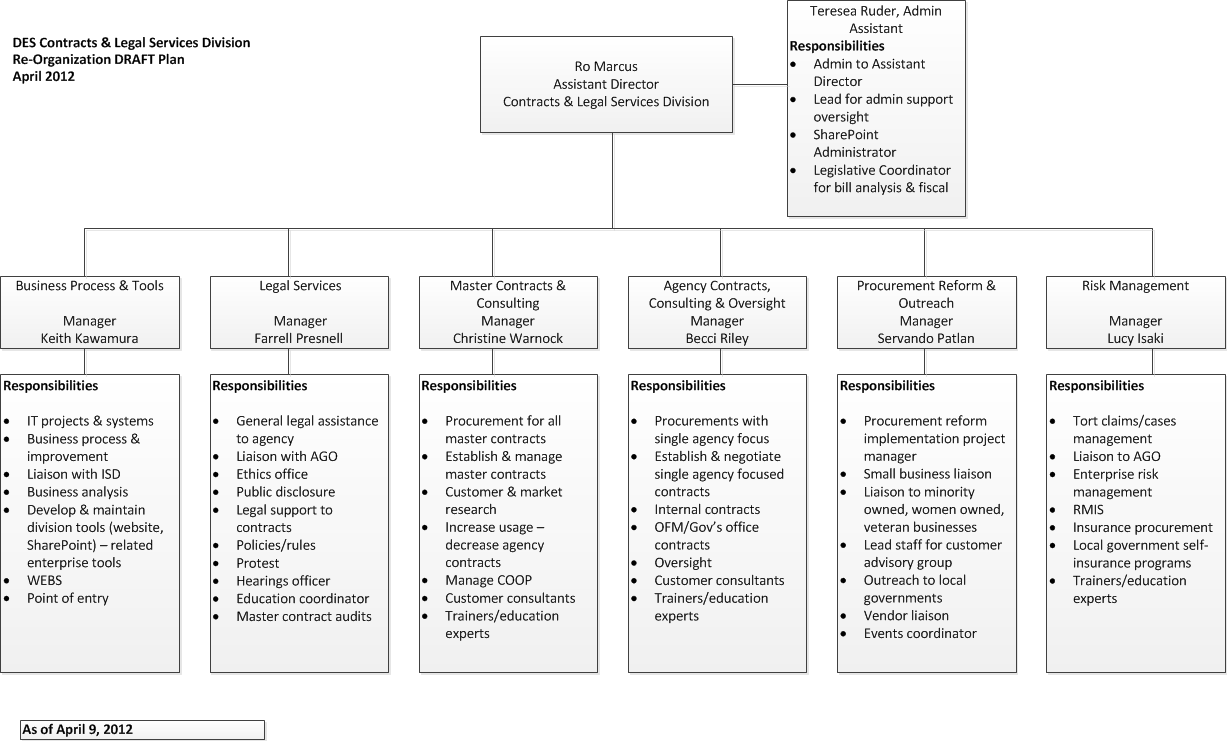 DES Contracts & Legal Services Division
Re-Organization DRAFT Plan
April 2012
Ro Marcus
Assistant Director
Contracts & Legal Services Division
Teresea Ruder, Admin
Assistant
Responsibilities
• Admin to Assistant
Director
• Lead for admin support
oversight
• SharePoint
Administrator
• Legislative Coordinator
for bill analysis & fiscal
Business Process & Tools
Manager
Keith Kawamura
Responsibilities
• IT projects & systems
• Business process &
improvement
• Liaison with ISD
• Business analysis
• Develop & maintain
division tools (website,
SharePoint) – related
enterprise tools
• WEBS
• Point of entry
Legal Services
Manager
Farrell Presnell
Responsibilities
• General legal assistance
to agency
• Liaison with AGO
• Ethics office
• Public disclosure
• Legal support to
contracts
• Policies/rules
• Protest
• Hearings officer
• Education coordinator
• Master contract audits
Master Contracts &
Consulting
Manager
Christine Warnock
Responsibilities
• Procurement for all
master contracts
• Establish & manage
master contracts
• Customer & market
research
• Increase usage –
decrease agency
contracts
• Manage COOP
• Customer consultants
• Trainers/education
experts
Agency Contracts,
Consulting & Oversight
Manager
Becci Riley
Responsibilities
• Procurements with
single agency focus
• Establish & negotiate
single agency focused
contracts
• Internal contracts
• OFM/Gov's office
contracts
• Oversight
• Customer consultants
• Trainers/education
experts
Procurement Reform &
Outreach
Manager
Servando Patlan
Responsibilities
• Procurement reform
implementation project
manager
• Small business liaison
• Liaison to minority
owned, women owned,
veteran businesses
• Lead staff for customer
advisory group
• Outreach to local
governments
• Vendor liaison
• Events coordinator
Risk Management
Manager
Lucy Isaki
Responsibilities
• Tort claims/cases
management
• Liaison to AGO
• Enterprise risk
management
• RMIS
• Insurance procurement
• Local government self-
insurance programs
• Trainers/education
experts
As of April 9, 2012